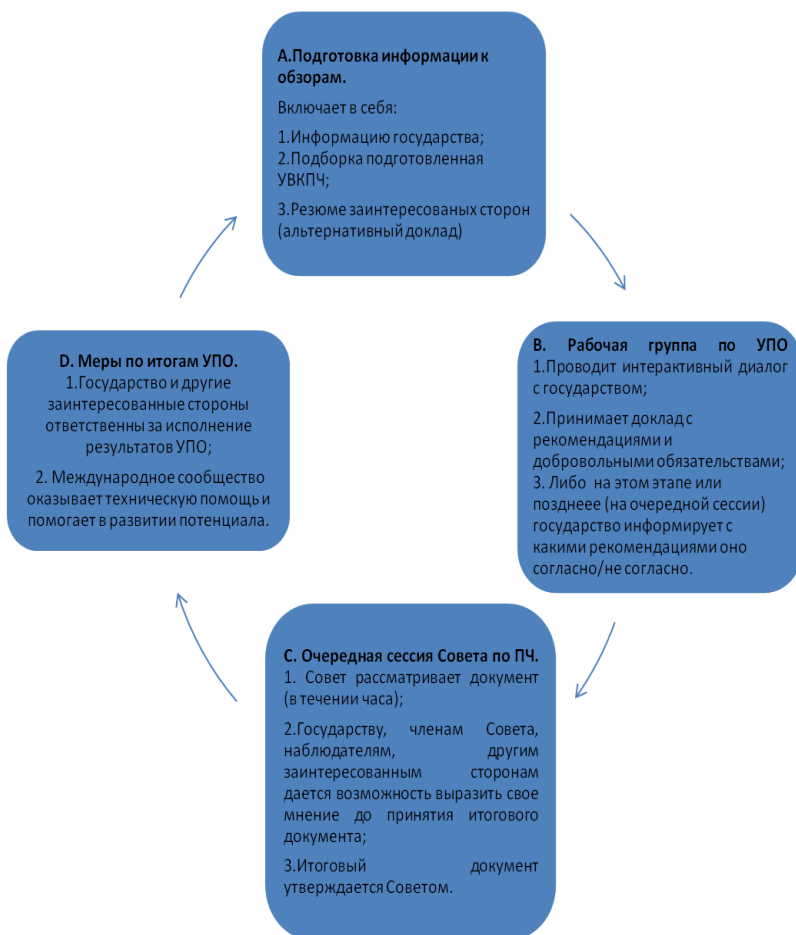 А.Подготовка информации к
обзорам.
Включает в себя:
1.Информацию государства;
2.Подборка подготовленная
УВКПЧ;
3.Резюме заинтересованых сторон
(альтернативный доклад)
В. Рабочая группа по УПО
1.Проводит интерактивный диалог
с государством;
2.Принимает доклад с
рекомендациями и
добровольными обязательствами;
3. Либо на этом этапе или
позднеее (на очередной сессии)
государство информирует с
какими рекомендациями оно
согласно/не согласно.
С. Очередная сессия Совета по ПЧ.
1. Совет рассматривает документ
(в течении часа);
2.Государству, членам Совета,
наблюдателям, другим
заинтересованным сторонам
дается возможность выразить свое
мнение до принятия итогового
документа;
3.Итоговый документ
утверждается Советом.
D. Меры по итогам УПО.
1.Государство и другие
заинтересованные стороны
ответственны за исполнение
результатов УПО;
2. Международное сообщество
оказывает техническую помощь и
помогает в развитии потенциала.